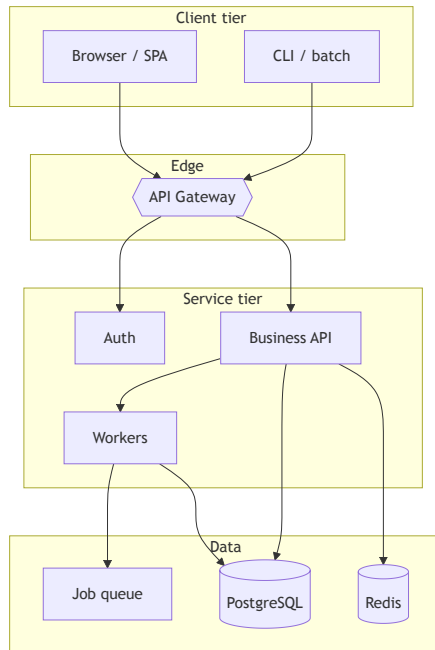 Client tier
Browser / SPA
CLI / batch
Edge
API Gateway
Service tier
Auth
Business API
Workers
Data
Job queue
PostgreSQL
Redis